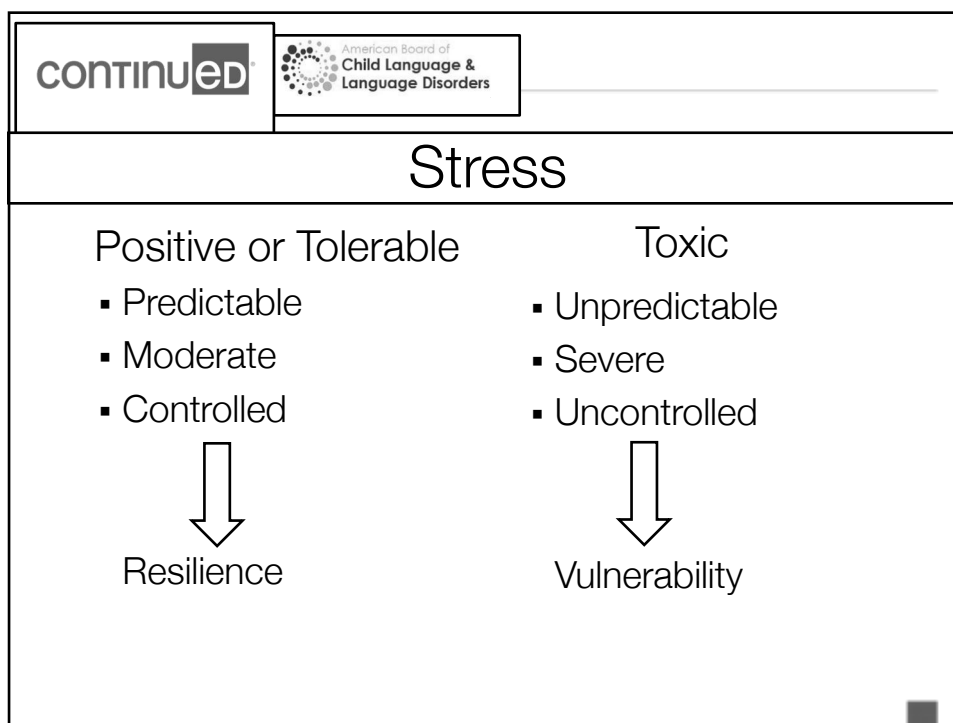 continued
American Board of
Child Language &
Language Disorders
Stress
Positive or Tolerable
▪ Predictable
▪ Moderate
▪ Controlled
Resilience
Toxic
▪ Unpredictable
▪ Severe
▪ Uncontrolled
Vulnerability